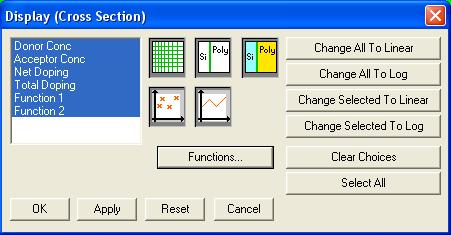 Display (Cross Section)
Donor Conc
Acceptor Conc
Net Doping
Total Doping
Function 1
Function 2
Si Poly
Si Poly
Change All To Linear
Change All To Log
Change Selected To Linear
Change Selected To Log
Functions...
Clear Choices
Select All
OK Apply Reset Cancel